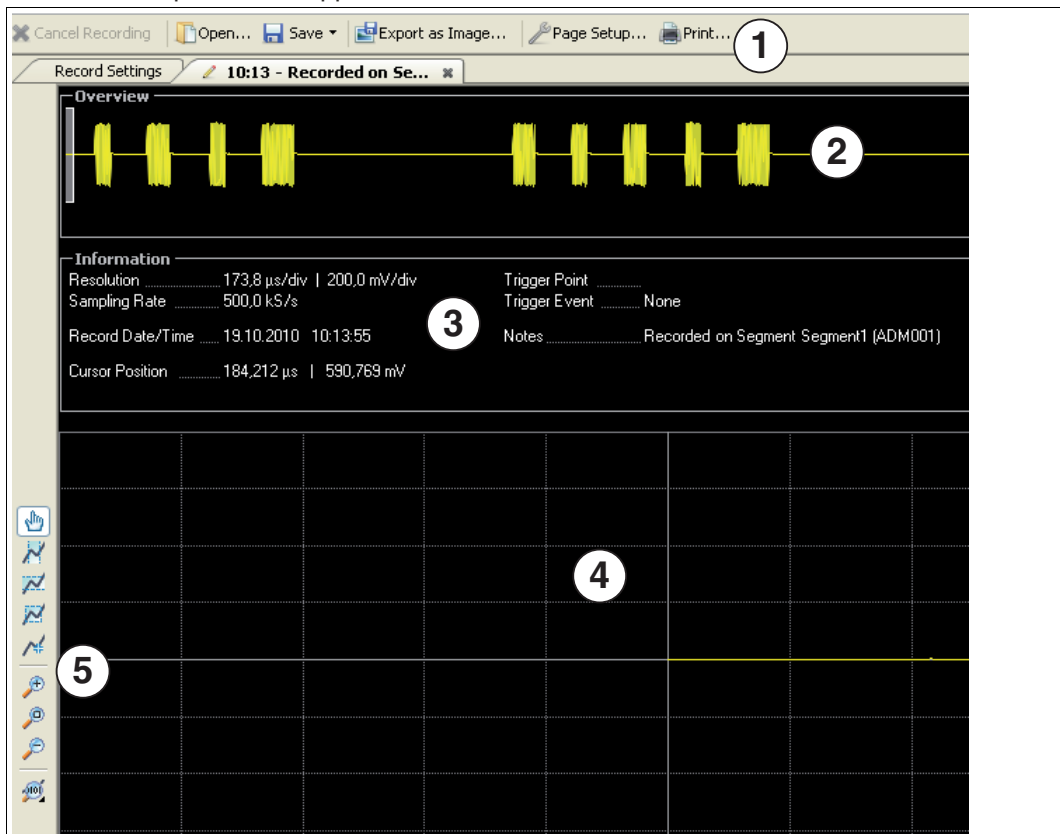 Cancel Recording Open... Save Export as Image... Page Setup... Print... 1
Record Settings 10:13 - Recorded on Se...
Overview
2
Information
Resolution 173,8 µs/div | 200,0 mV/div Trigger Point
Sampling Rate 500,0 kS/s Trigger Event None
3
Record Date/Time 19.10.2010 10:13:55 Notes Recorded on Segment Segment1 (ADM001)
Cursor Position 184,212 µs | 590,769 mV
4
5